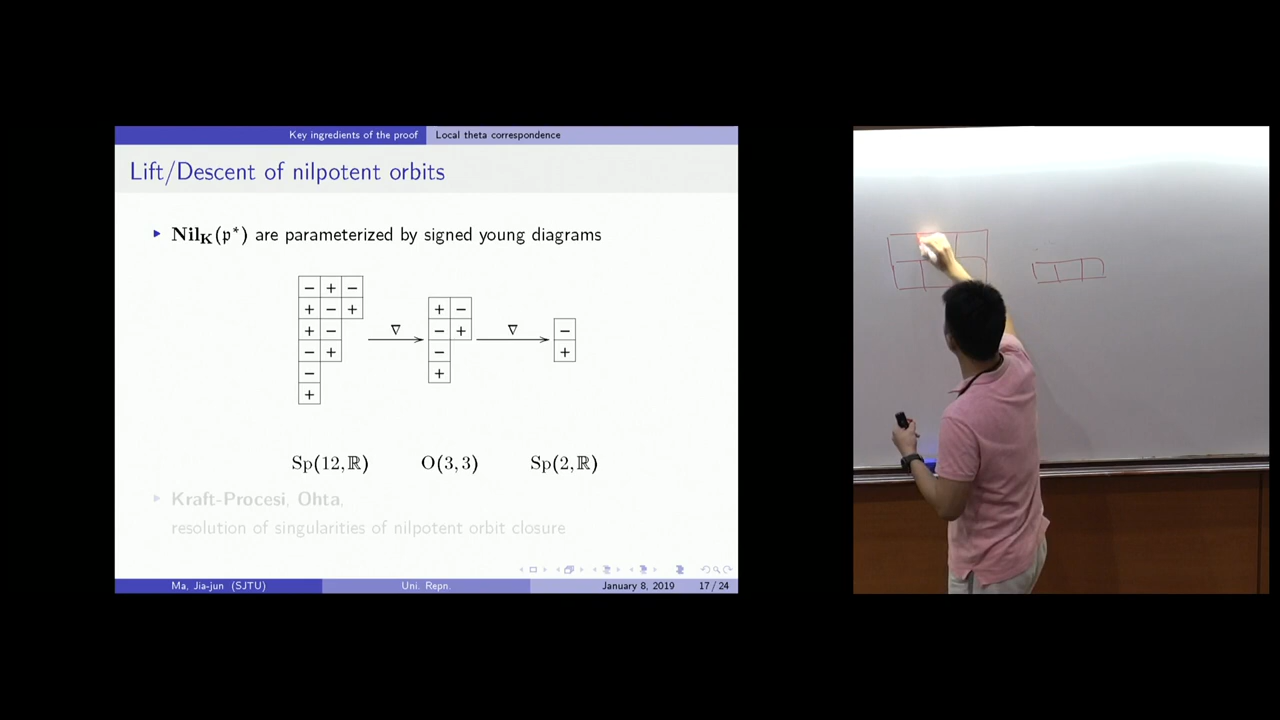 Key ingredients of the proof Local theta correspondence
Lift/Descent of nilpotent orbits
Nil_K(𝔭*) are parameterized by signed young diagrams
− + −
+ − +
+ −
− +
−
+
∇
+ −
− +
−
+
∇
−
+
Sp(12,ℝ) O(3,3) Sp(2,ℝ)
Kraft-Procesi, Ohta,
resolution of singularities of nilpotent orbit closure
Ma, Jia-jun (SJTU) Uni. Repn. January 8, 2019 17 / 24